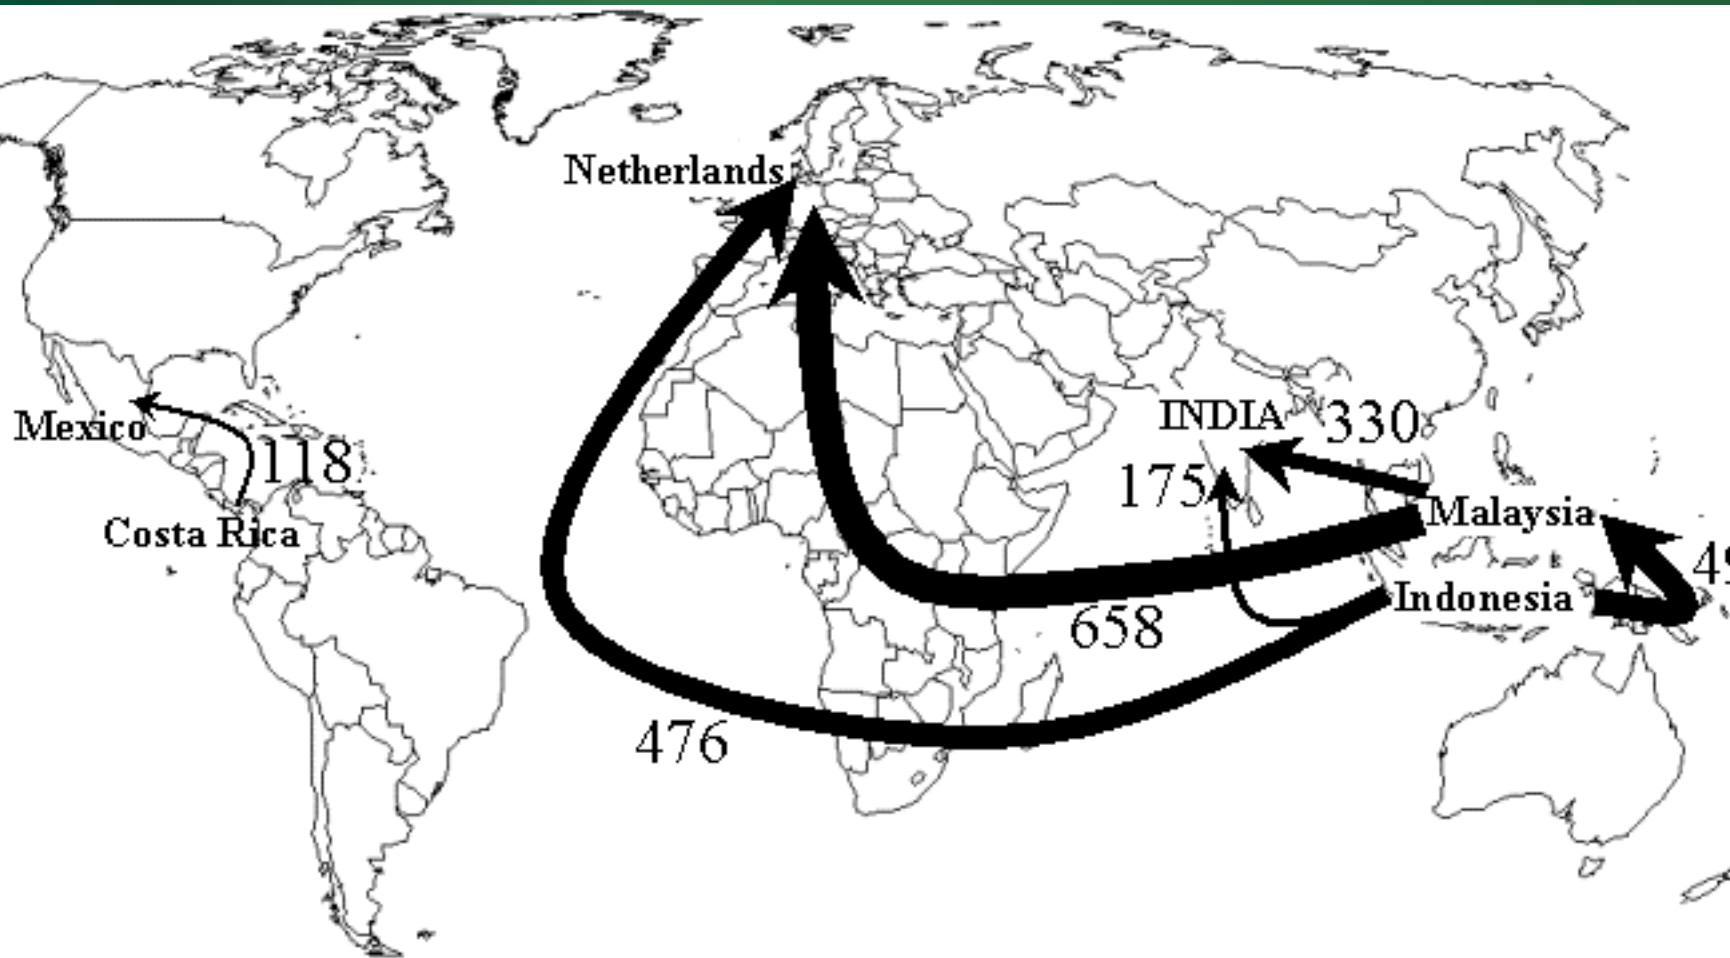 Netherlands
INDIA
330
Mexico
118
175
Costa Rica
Malaysia
Indonesia
658
476